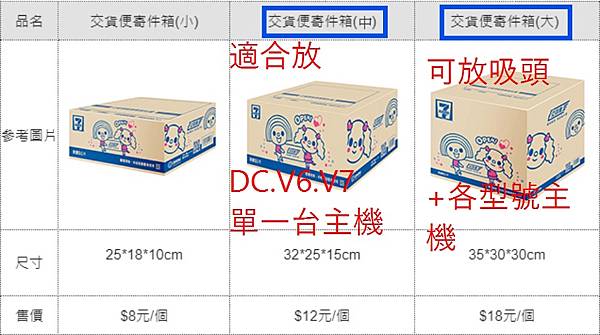 品名 交貨便寄件箱(小) 交貨便寄件箱(中) 交貨便寄件箱(大)
參考圖片
適合放
DC.V6.V7
單一台主機
可放吸頭
+各型號主
機
OPEN!
OPEN!
尺寸 25*18*10cm 32*25*15cm 35*30*30cm
售價 $8元/個 $12元/個 $18元/個